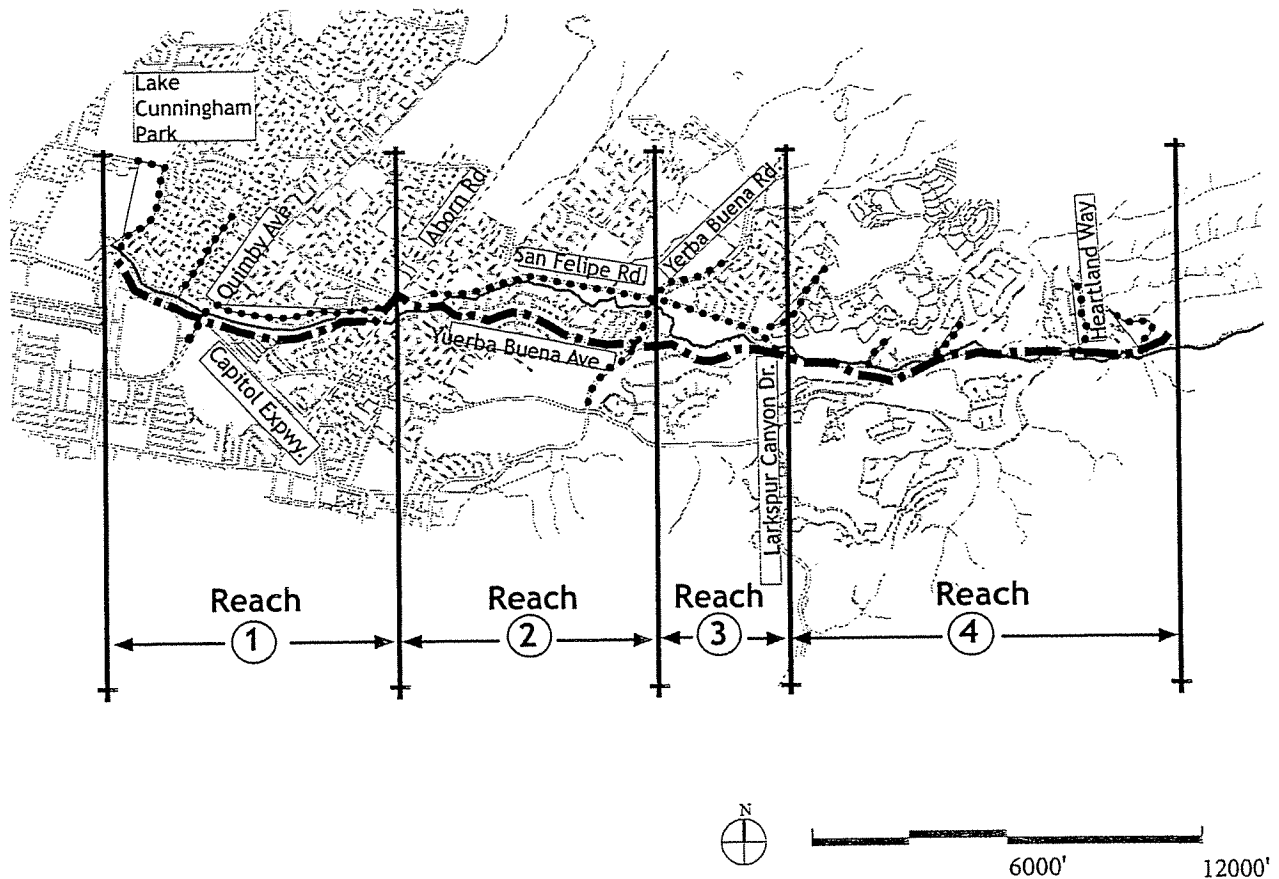 Lake
Cunningham
Park
Quimby Ave
Aborn Rd
San Felipe Rd
Yerba Buena Rd.
Heartland Way
Yuerba Buena Ave
Capitol Expwy.
Larkspur Canyon Dr.
Reach
1
Reach
2
Reach
3
Reach
4
N
6000'
12000'